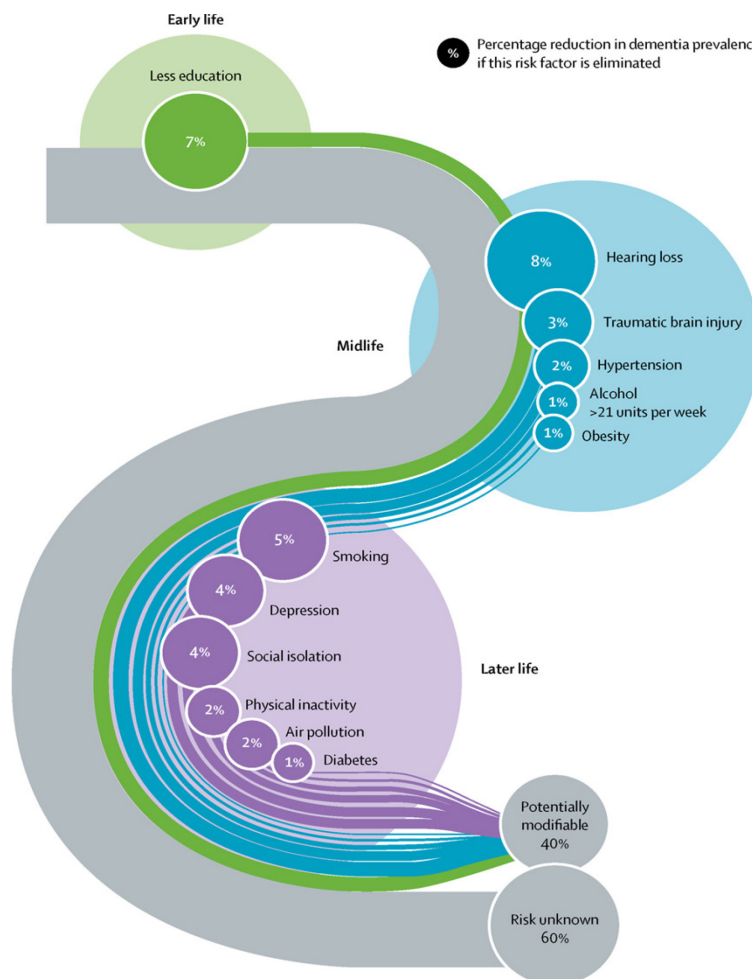 Early life
%
Percentage reduction in dementia prevalenc
if this risk factor is eliminated
Less education
7%
8%
Hearing loss
3%
Traumatic brain injury
Midlife
2%
Hypertension
1%
Alcohol
>21 units per week
1%
Obesity
5%
Smoking
4%
Depression
4%
Social isolation
Later life
2%
Physical inactivity
2%
Air pollution
1%
Diabetes
Potentially
modifiable
40%
Risk unknown
60%